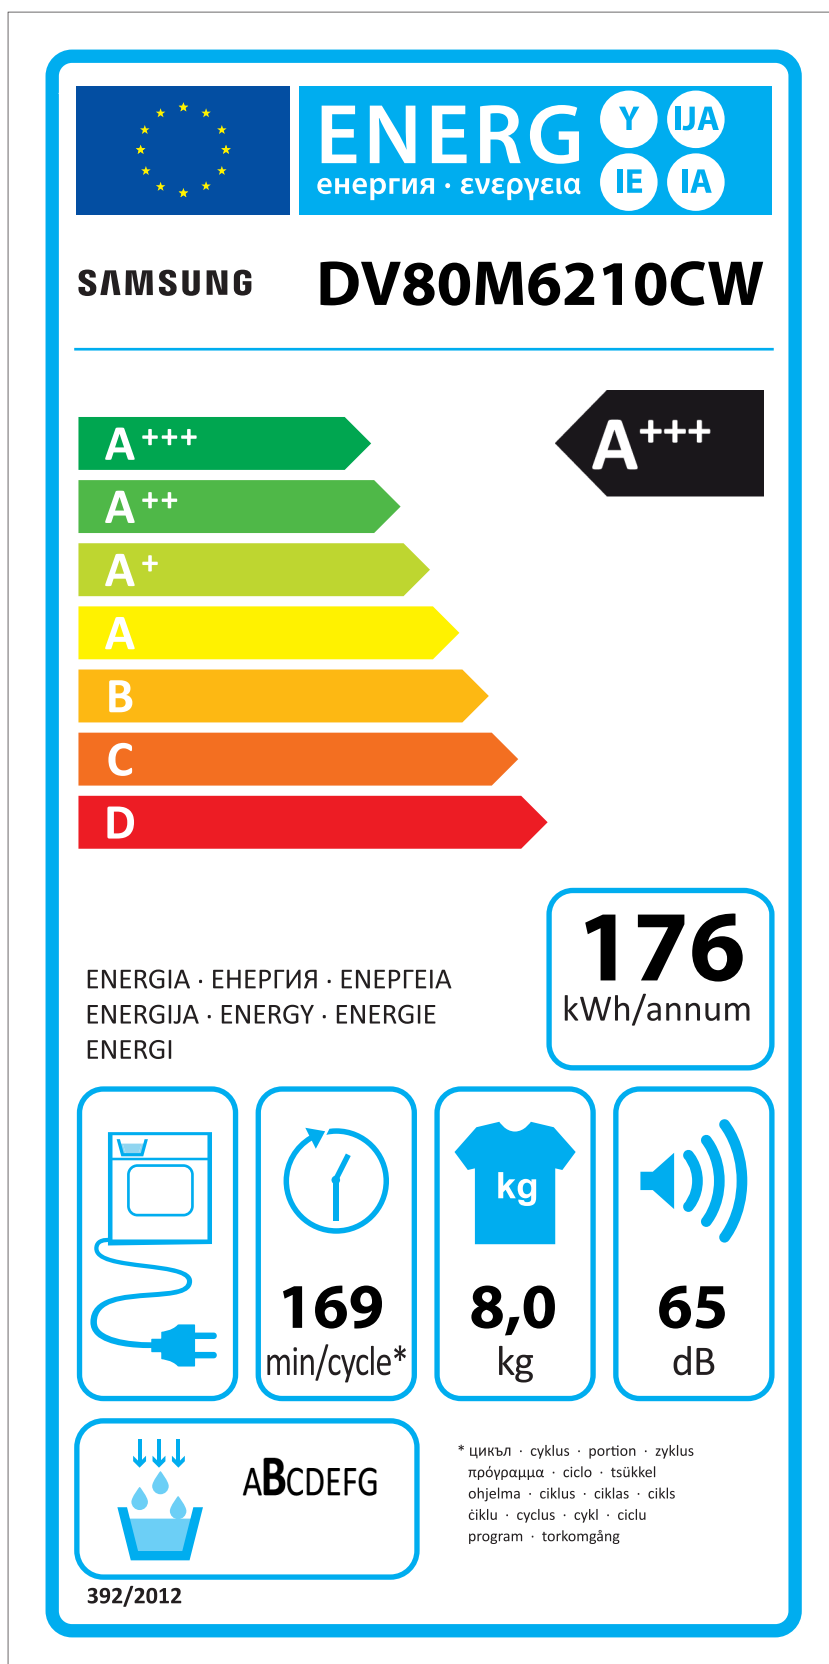 ENERG
енергия · ενεργεια
Y
IJA
IE
IA
SAMSUNG
DV80M6210CW
A+++
A+++
A++
A+
A
B
C
D
176
kWh/annum
ENERGIA · ЕНЕРГИЯ · ΕΝΕΡΓΕΙΑ
ENERGIJA · ENERGY · ENERGIE
ENERGI
kg
169
min/cycle*
8,0
kg
65
dB
ABCDEFG
* цикъл · cyklus · portion · zyklus
πρόγραμμα · ciclo · tsükkel
ohjelma · ciklus · ciklas · cikls
ċiklu · cyclus · cykl · ciclu
program · torkomgång
392/2012